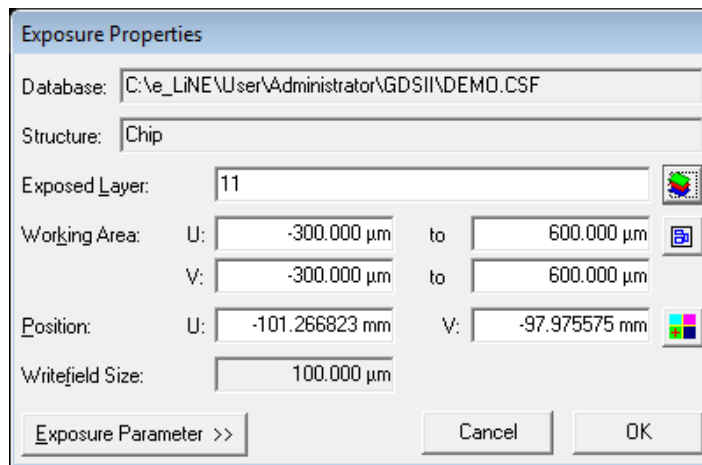 Exposure Properties
Database: C:\e_LiNE\User\Administrator\GDSII\DEMO.CSF
Structure: Chip
Exposed Layer: 11
Working Area: U: -300.000 µm to 600.000 µm
V: -300.000 µm to 600.000 µm
Position: U: -101.266823 mm V: -97.975575 mm
Writefield Size: 100.000 µm
Exposure Parameter >> Cancel OK